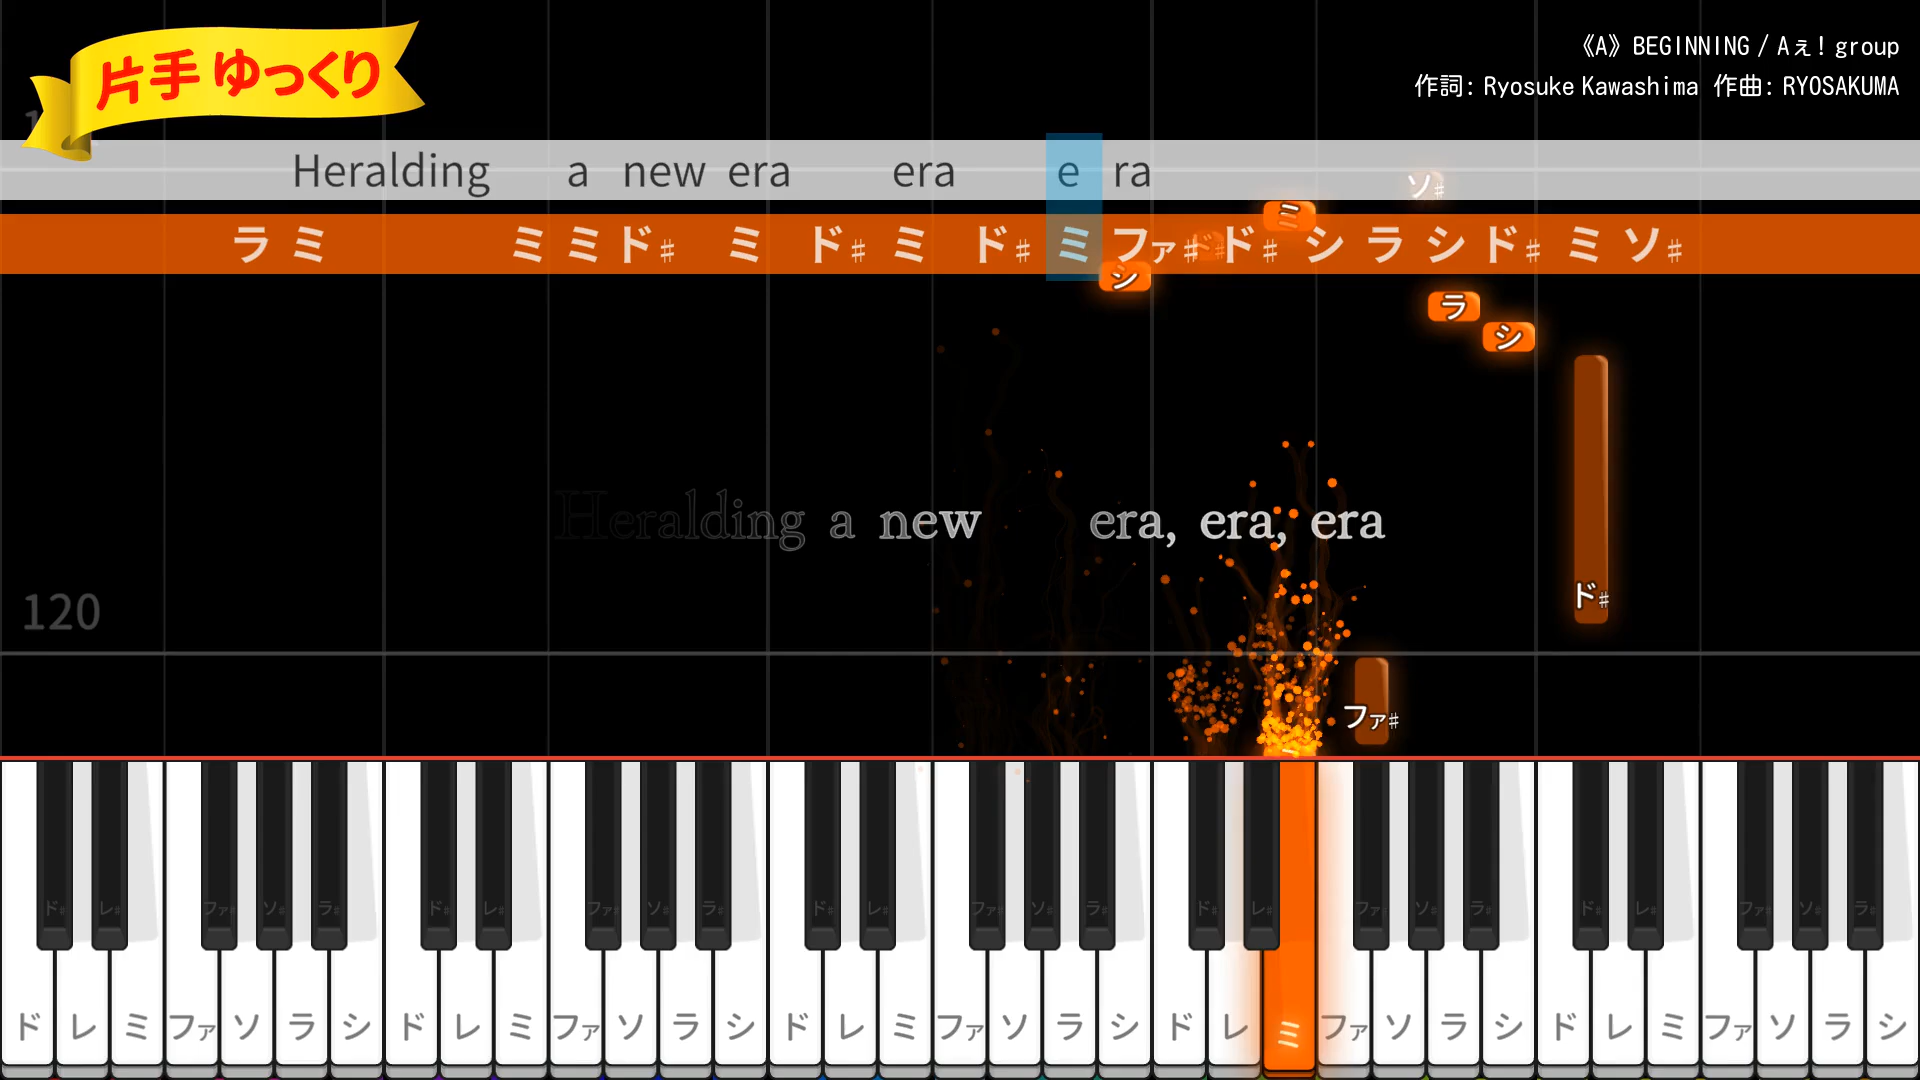 片手 ゆっくり
《A》 BEGINNING / Aぇ! group
作詞: Ryosuke Kawashima 作曲: RYOSAKUMA
Heralding a new era era e ra
ラ ミ ミ ミ ド♯ ミ ド♯ ミ ド♯ ミ ファ♯ ド♯ シ ラ シ ド♯ ミ ソ♯
ソ♯
ミ
ド♯
シ
ラ
シ
Heralding a new era, era, era
ド♯
120
ファ♯
ド♯ レ♯ ファ♯ ソ♯ ラ♯ ド♯ レ♯ ファ♯ ソ♯ ラ♯ ド♯ レ♯ ファ♯ ソ♯ ラ♯ ド♯ レ♯ ファ♯ ソ♯ ラ♯ ド♯ レ♯ ファ♯ ソ♯ ラ♯
ド レ ミ ファ ソ ラ シ ド レ ミ ファ ソ ラ シ ド レ ミ ファ ソ ラ シ ド レ ミ ファ ソ ラ シ ド レ ミ ファ ソ ラ シ